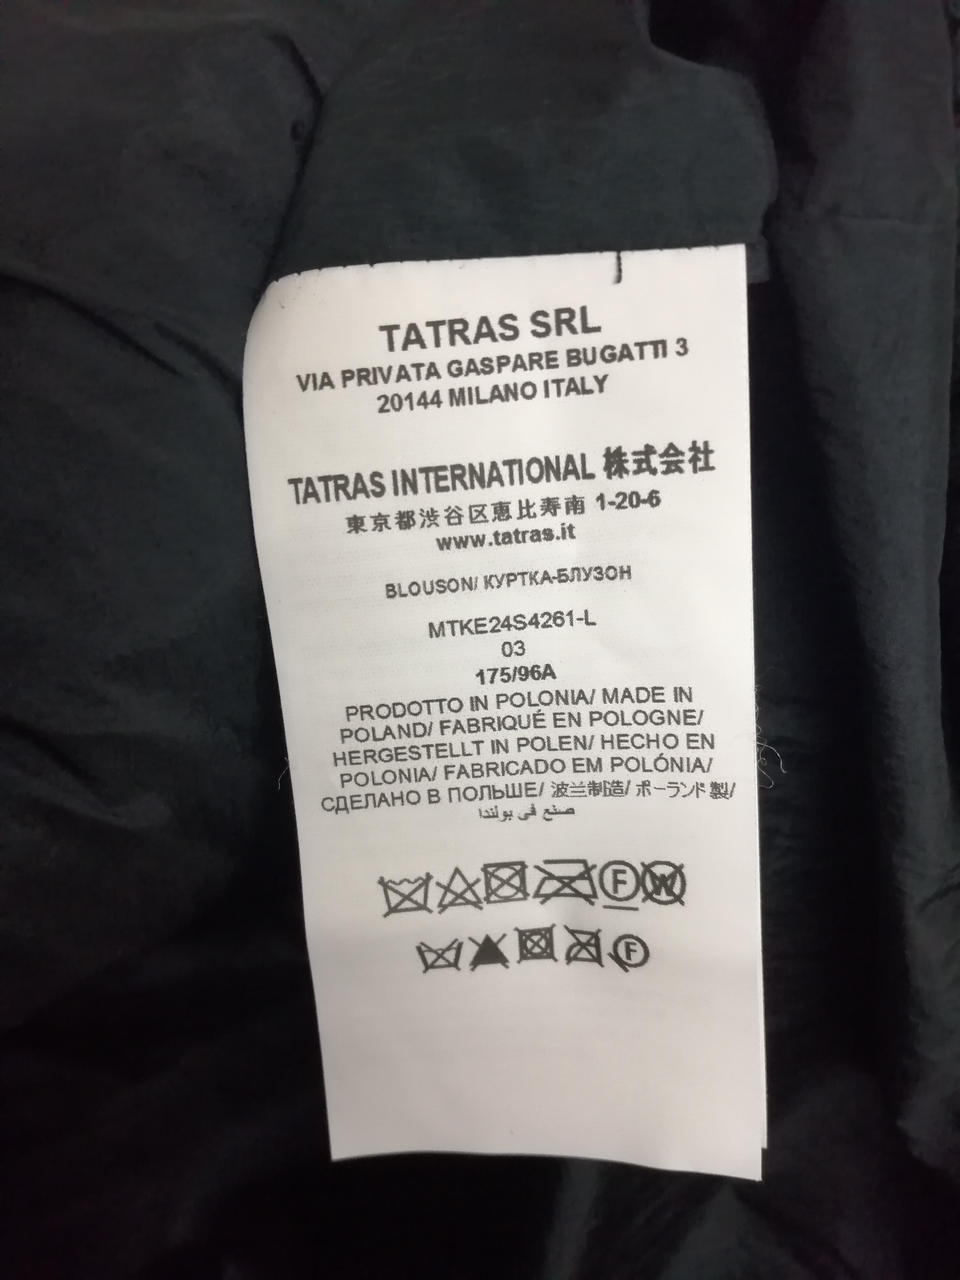 TATRAS SRL
VIA PRIVATA GASPARE BUGATTI 3
20144 MILANO ITALY
TATRAS INTERNATIONAL 株式会社
東京都渋谷区恵比寿南 1-20-6
www.tatras.it
BLOUSON/ КУРТКА-БЛУЗОН
MTKE24S4261-L
03
175/96A
PRODOTTO IN POLONIA/ MADE IN
POLAND/ FABRIQUÉ EN POLOGNE/
HERGESTELLT IN POLEN/ HECHO EN
POLONIA/ FABRICADO EM POLÓNIA/
СДЕЛАНО В ПОЛЬШЕ/ 波兰制造/ ポーランド製/
صنع في بولندا
F W
F